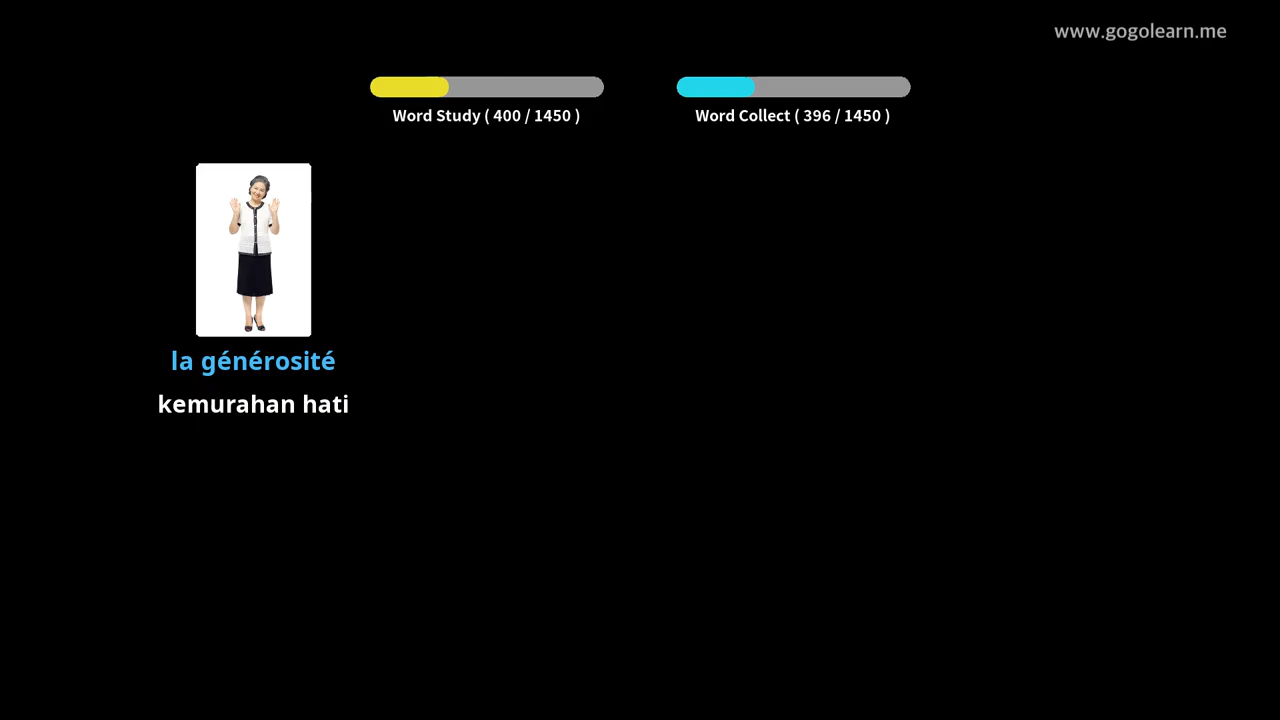 www.gogolearn.me
Word Study ( 400 / 1450 )
Word Collect ( 396 / 1450 )
la générosité
kemurahan hati